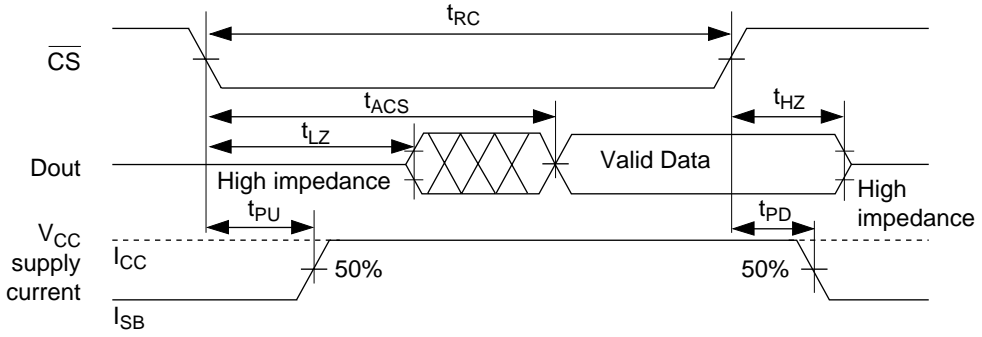 tRC
CS
tACS
tHZ
tLZ
Dout
Valid Data
High impedance
High
impedance
tPU
tPD
VCC
supply
current
ICC
50%
50%
ISB